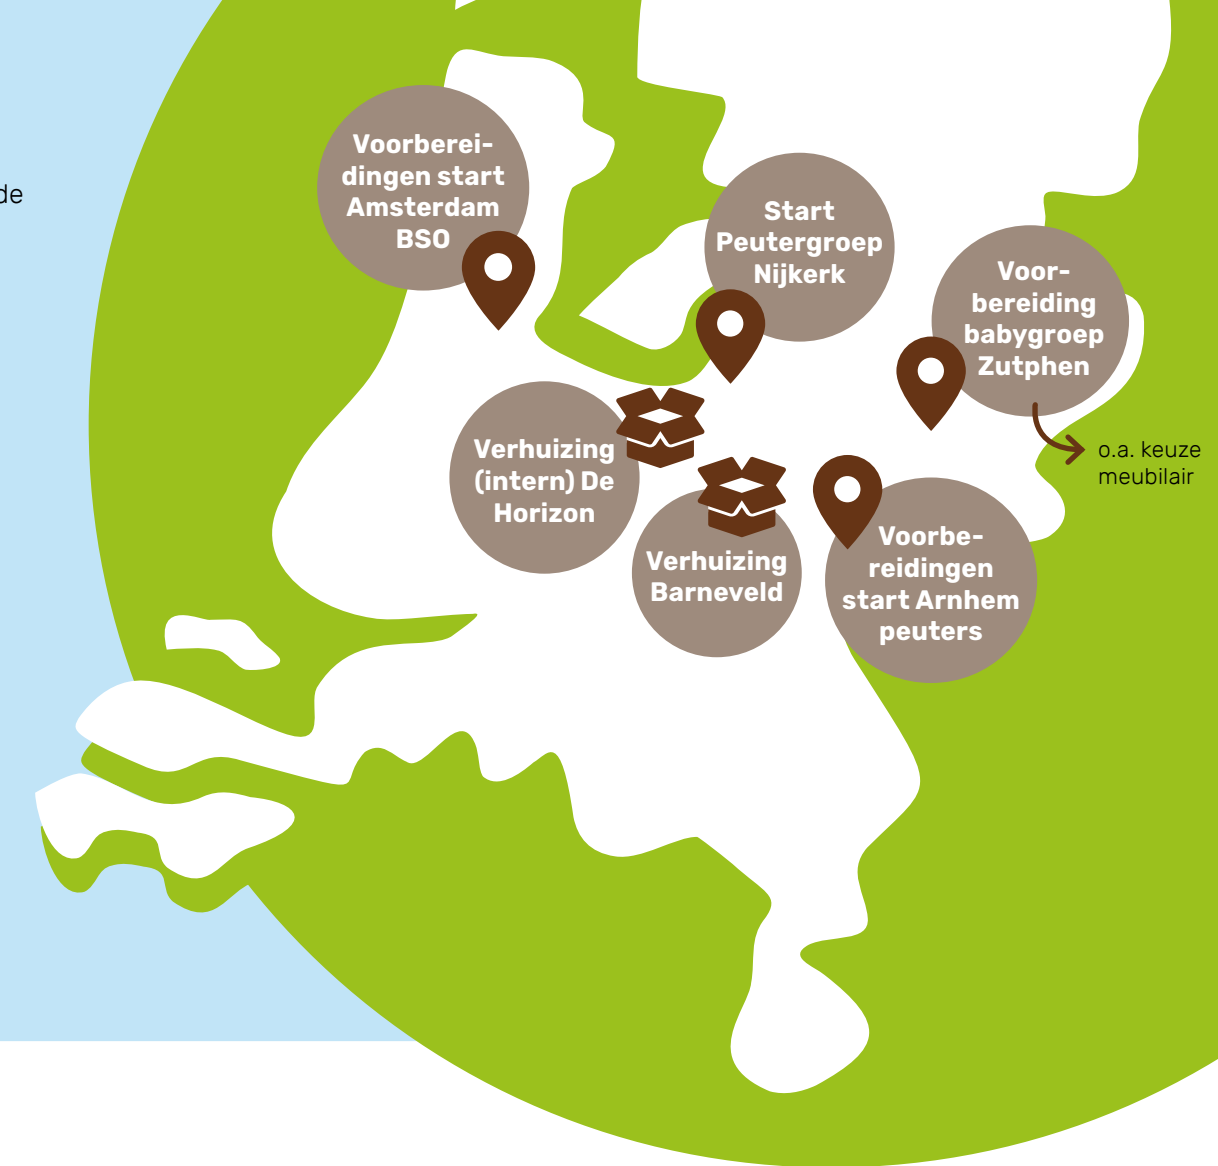 de
Voorberei-
dingen start
Amsterdam
BSO
Start
Peutergroep
Nijkerk
Voor-
bereiding
babygroep
Zutphen
o.a. keuze
meubilair
Verhuizing
(intern) De
Horizon
Verhuizing
Barneveld
Voorbe-
reidingen
start Arnhem
peuters